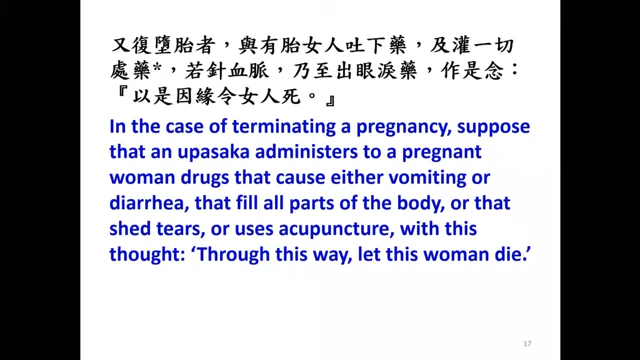 又復墮胎者，與有胎女人吐下藥，及灌一切
處藥*，若針血脈，乃至出眼淚藥，作是念：
『以是因緣令女人死。』
In the case of terminating a pregnancy, suppose
that an upasaka administers to a pregnant
woman drugs that cause either vomiting or
diarrhea, that fill all parts of the body, or that
shed tears, or uses acupuncture, with this
thought: ‘Through this way, let this woman die.’
17